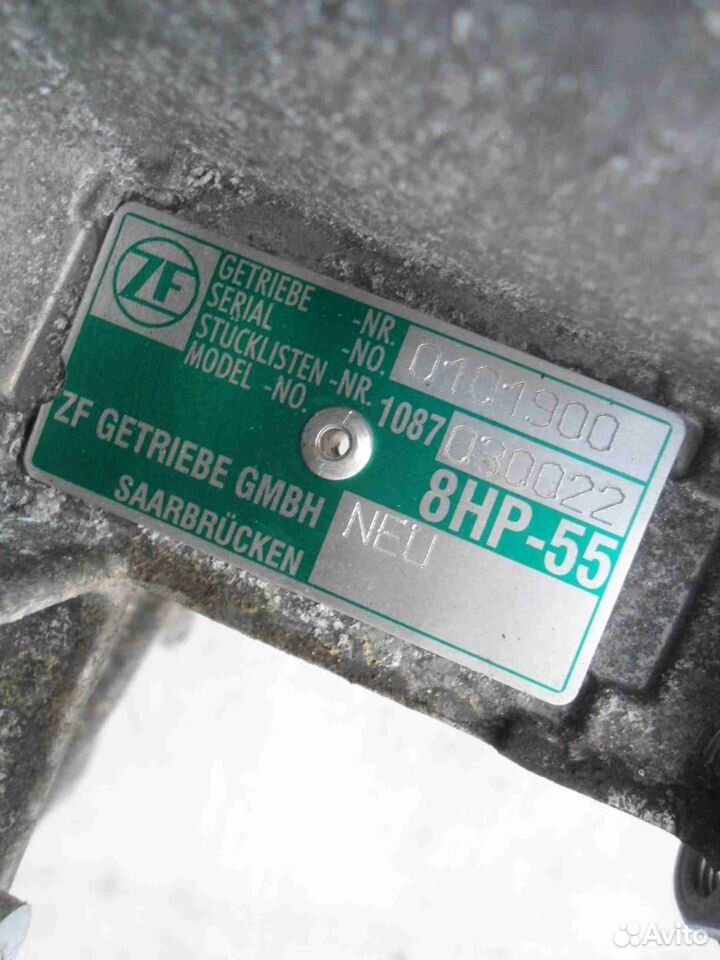 ZF
GETRIEBE -NR.
SERIAL -NO. 0101900
STÜCKLISTEN -NR.
MODEL -NO. 1087 030022
ZF GETRIEBE GMBH 8HP-55
SAARBRÜCKEN NEU
Avito